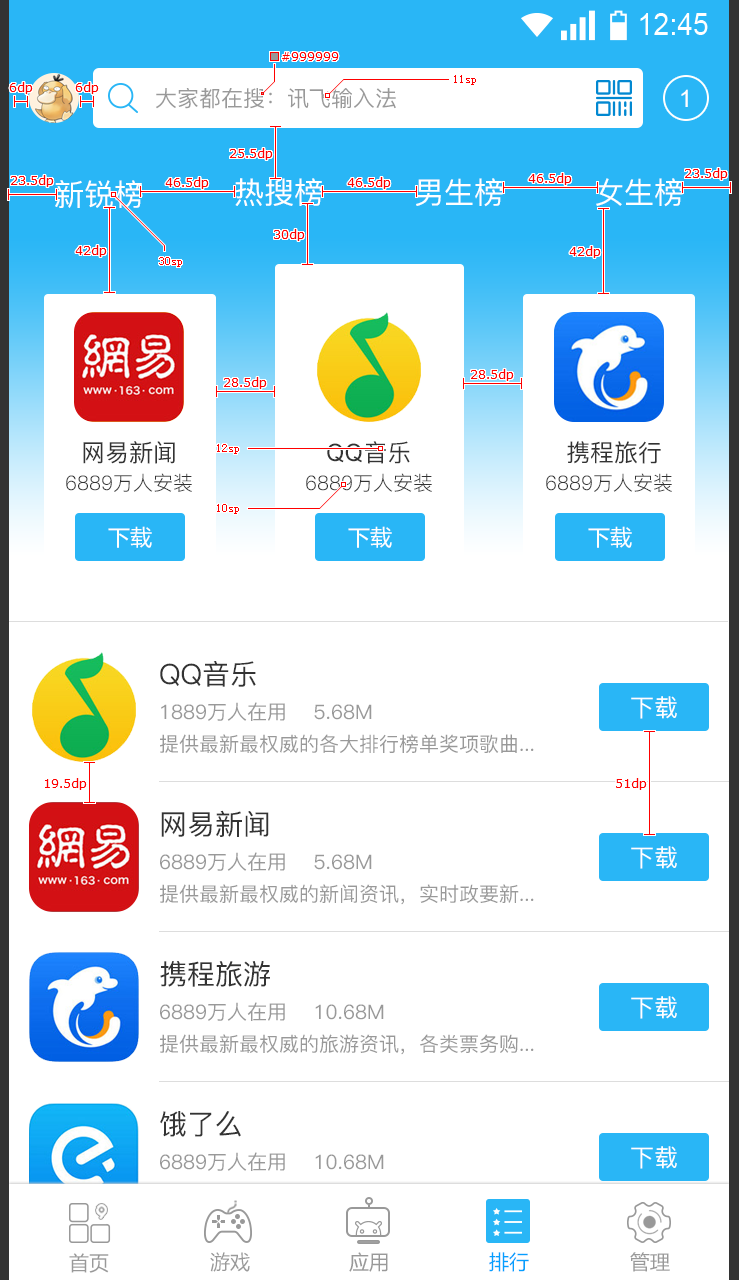 12:45
#999999
6dp
6dp
大家都在搜：讯飞输入法
11sp
1
25.5dp
23.5dp
新锐榜
46.5dp
热搜榜
46.5dp
男生榜
46.5dp
女生榜
23.5dp
42dp
30sp
30dp
42dp
網易
www·163·com
28.5dp
28.5dp
网易新闻
12sp
QQ音乐
携程旅行
6889万人安装
6889万人安装
6889万人安装
10sp
下载
下载
下载
QQ音乐
1889万人在用 5.68M
提供最新最权威的各大排行榜单奖项歌曲...
下载
19.5dp
51dp
網易
www·163·com
网易新闻
6889万人在用 5.68M
提供最新最权威的新闻资讯，实时政要新...
下载
携程旅游
6889万人在用 10.68M
提供最新最权威的旅游资讯，各类票务购...
下载
饿了么
6889万人在用 10.68M
下载
首页
游戏
应用
排行
管理